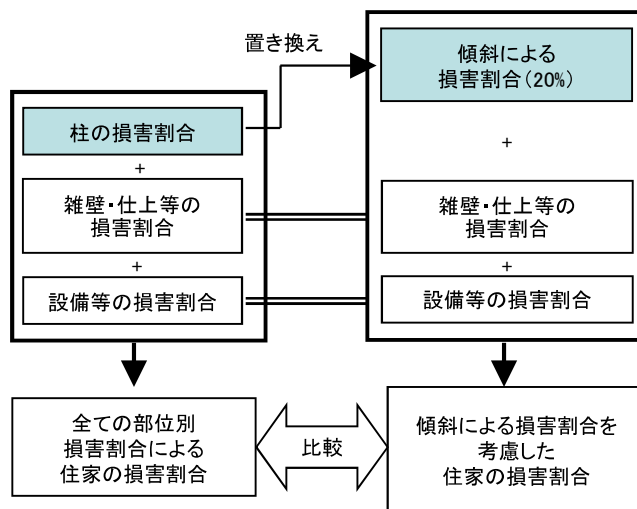 置き換え
柱の損害割合
+
雑壁・仕上等の
損害割合
+
設備等の損害割合
全ての部位別
損害割合による
住家の損害割合
傾斜による
損害割合(20%)
+
雑壁・仕上等の
損害割合
+
設備等の損害割合
傾斜による損害割合を
考慮した
住家の損害割合
比較